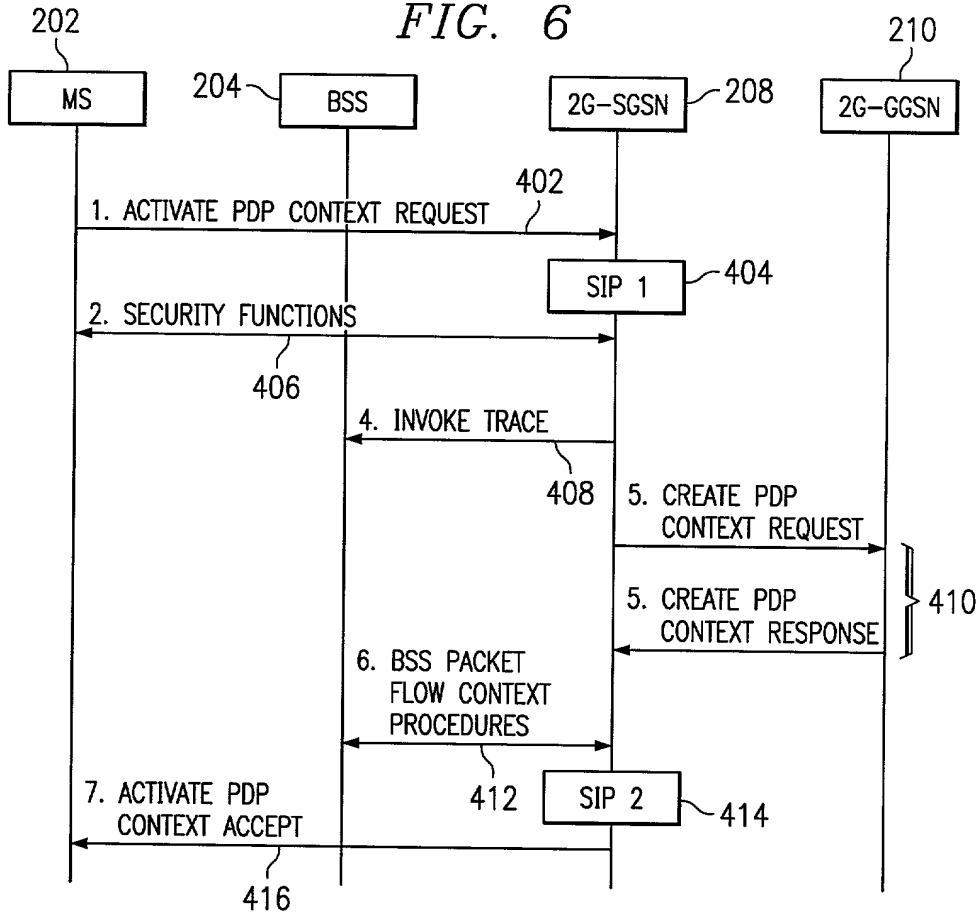 FIG. 6
202
MS
204
BSS
2G-SGSN
208
210
2G-GGSN
1. ACTIVATE PDP CONTEXT REQUEST
402
SIP 1
404
2. SECURITY FUNCTIONS
406
4. INVOKE TRACE
408
5. CREATE PDP
CONTEXT REQUEST
5. CREATE PDP
CONTEXT RESPONSE
410
6. BSS PACKET
FLOW CONTEXT
PROCEDURES
412
SIP 2
414
7. ACTIVATE PDP
CONTEXT ACCEPT
416